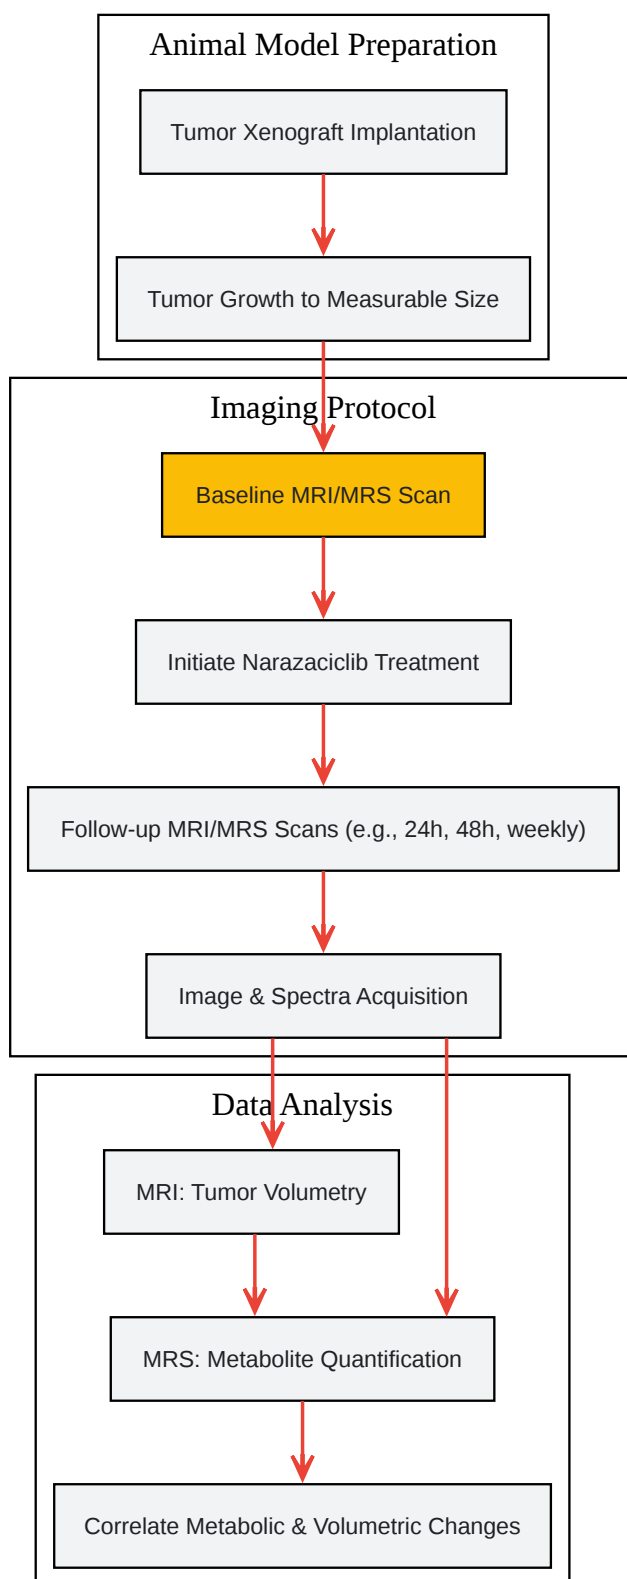 Animal Model Preparation
Tumor Xenograft Implantation
Tumor Growth to Measurable Size
Imaging Protocol
Baseline MRI/MRS Scan
Initiate Narazaciclib Treatment
Follow-up MRI/MRS Scans (e.g., 24h, 48h, weekly)
Image & Spectra Acquisition
Data Analysis
MRI: Tumor Volumetry
MRS: Metabolite Quantification
Correlate Metabolic & Volumetric Changes